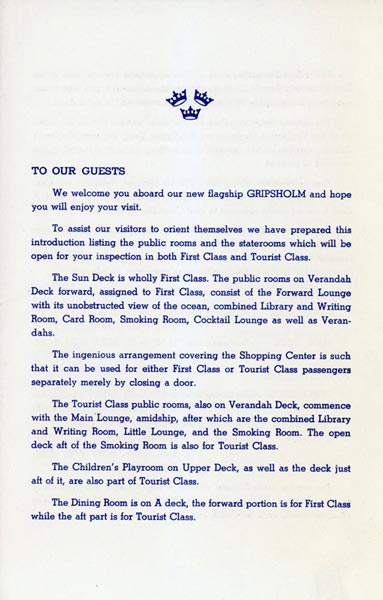 TO OUR GUESTS
We welcome you aboard our new flagship GRIPSHOLM and hope
you will enjoy your visit.
To assist our visitors to orient themselves we have prepared this
introduction listing the public rooms and the staterooms which will be
open for your inspection in both First Class and Tourist Class.
The Sun Deck is wholly First Class. The public rooms on Verandah
Deck forward, assigned to First Class, consist of the Forward Lounge
with its unobstructed view of the ocean, combined Library and Writing
Room, Card Room, Smoking Room, Cocktail Lounge as well as Veran-
dahs.
The ingenious arrangement covering the Shopping Center is such
that it can be used for either First Class or Tourist Class passengers
separately merely by closing a door.
The Tourist Class public rooms, also on Verandah Deck, commence
with the Main Lounge, amidship, after which are the combined Library
and Writing Room, Little Lounge, and the Smoking Room. The open
deck aft of the Smoking Room is also for Tourist Class.
The Children's Playroom on Upper Deck, as well as the deck just
aft of it, are also part of Tourist Class.
The Dining Room is on A deck, the forward portion is for First Class
while the aft part is for Tourist Class.